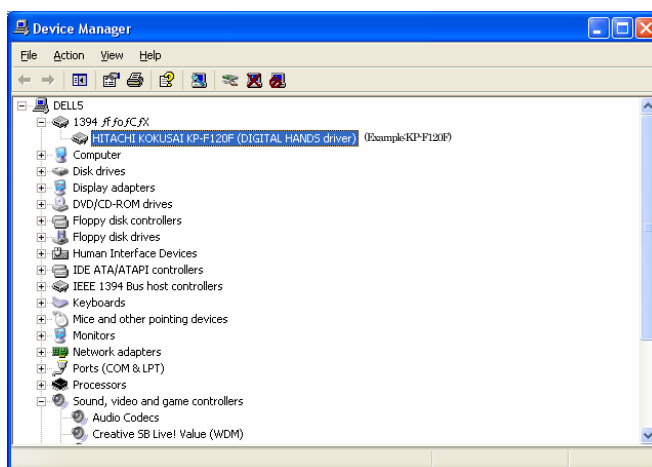 Device Manager
File Action View Help
DELL5
1394 ƒfƒoƒCƒX
HITACHI KOKUSAI KP-F120F (DIGITAL HANDS driver) (Example:KP-F120F)
Computer
Disk drives
Display adapters
DVD/CD-ROM drives
Floppy disk controllers
Floppy disk drives
Human Interface Devices
IDE ATA/ATAPI controllers
IEEE 1394 Bus host controllers
Keyboards
Mice and other pointing devices
Monitors
Network adapters
Ports (COM & LPT)
Processors
Sound, video and game controllers
Audio Codecs
Creative SB Live! Value (WDM)